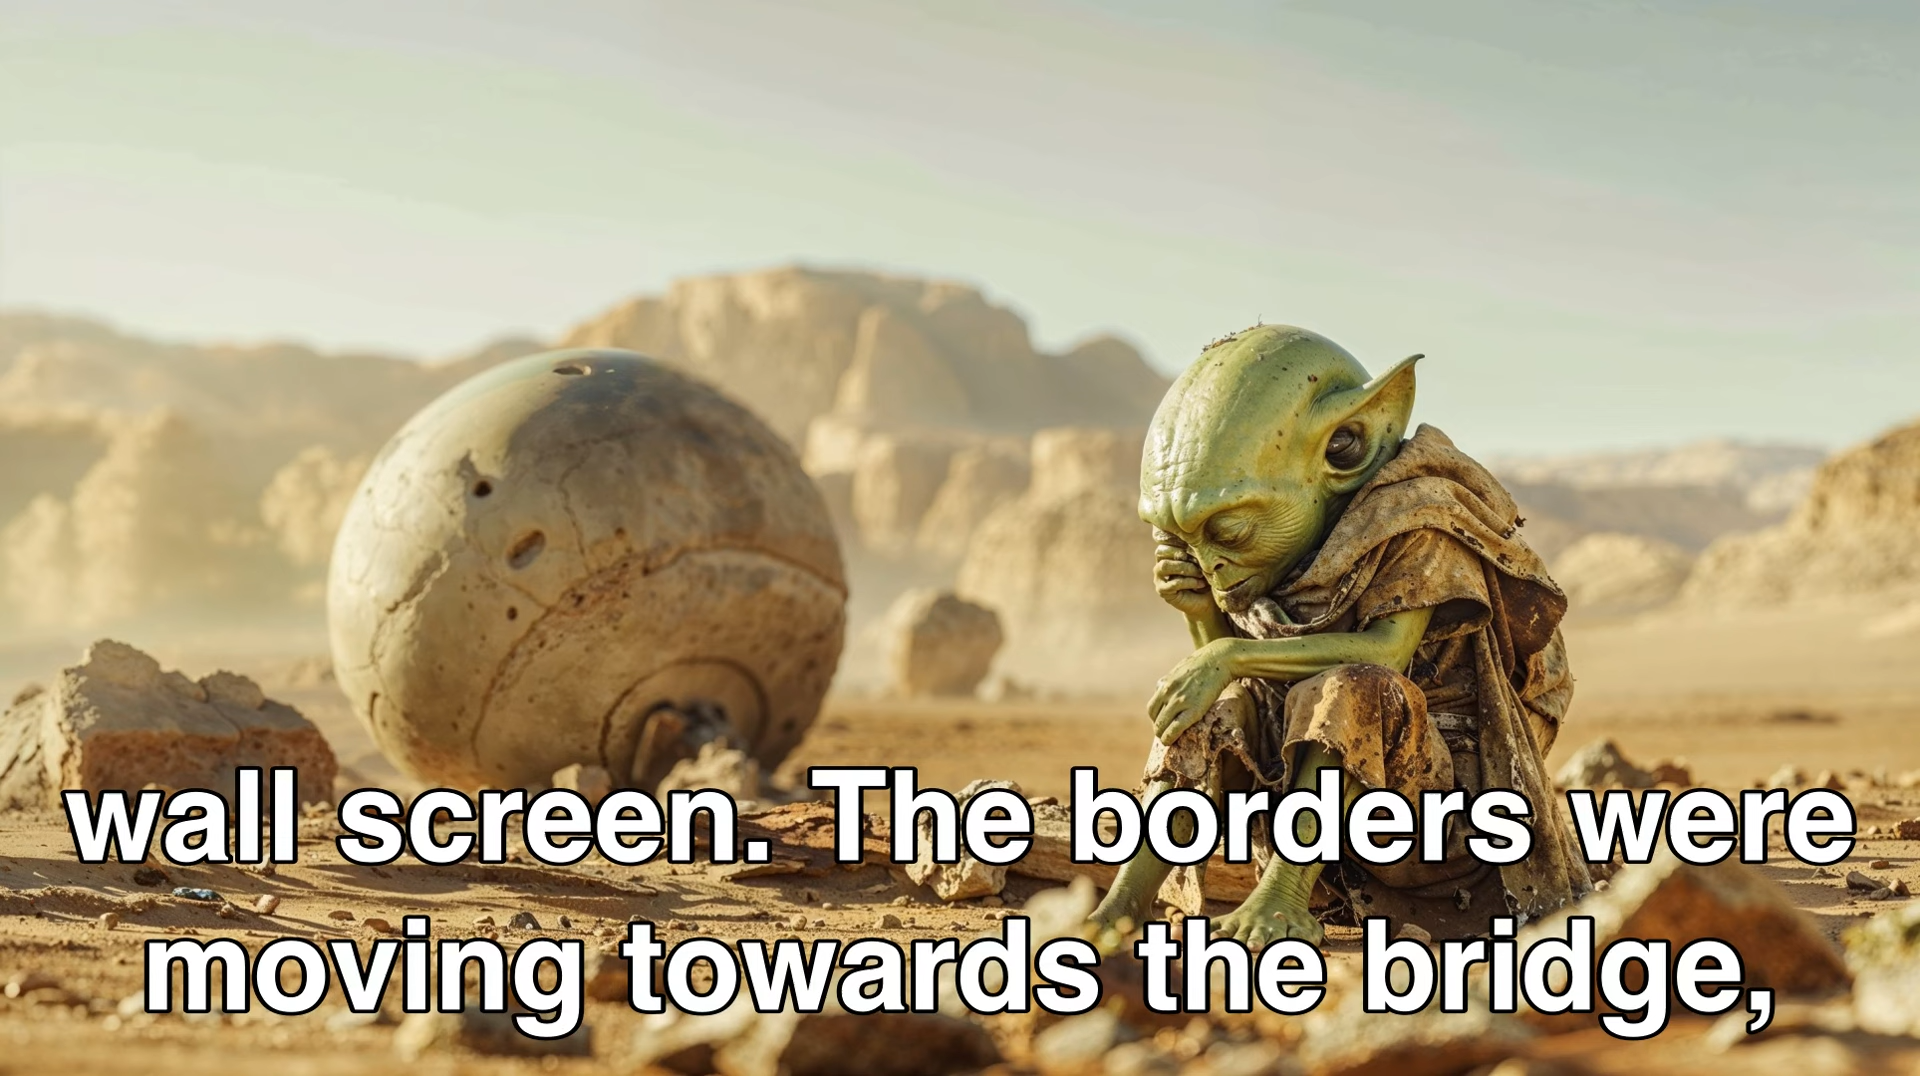 wall screen. The borders were
moving towards the bridge,